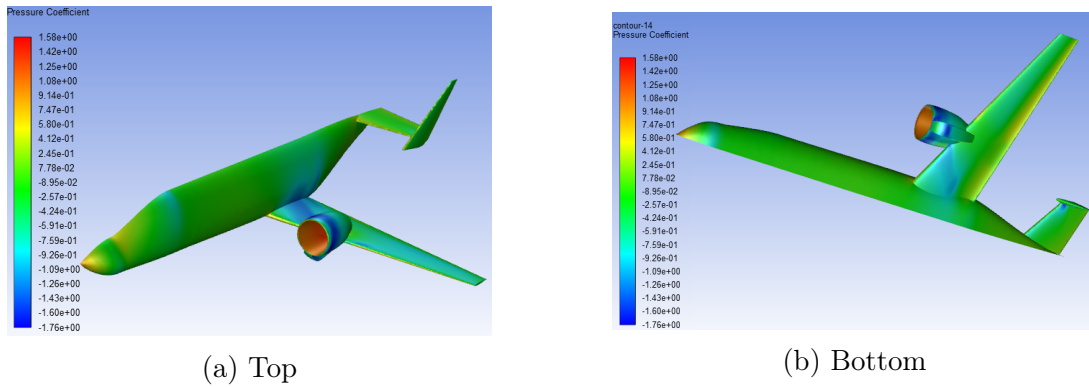 Pressure Coefficient
1.58e+00
1.42e+00
1.25e+00
1.08e+00
9.14e-01
7.47e-01
5.80e-01
4.12e-01
2.45e-01
7.78e-02
-8.95e-02
-2.57e-01
-4.24e-01
-5.91e-01
-7.59e-01
-9.26e-01
-1.09e+00
-1.26e+00
-1.43e+00
-1.60e+00
-1.76e+00
(a) Top
contour-14
Pressure Coefficient
1.58e+00
1.42e+00
1.25e+00
1.08e+00
9.14e-01
7.47e-01
5.80e-01
4.12e-01
2.45e-01
7.78e-02
-8.95e-02
-2.57e-01
-4.24e-01
-5.91e-01
-7.59e-01
-9.26e-01
-1.09e+00
-1.26e+00
-1.43e+00
-1.60e+00
-1.76e+00
(b) Bottom